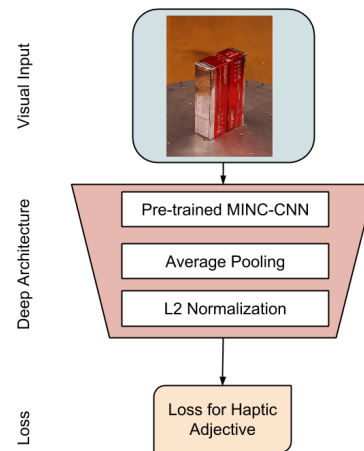 Visual Input
Pre-trained MINC-CNN
Deep Architecture
Average Pooling
L2 Normalization
Loss
Loss for Haptic
Adjective